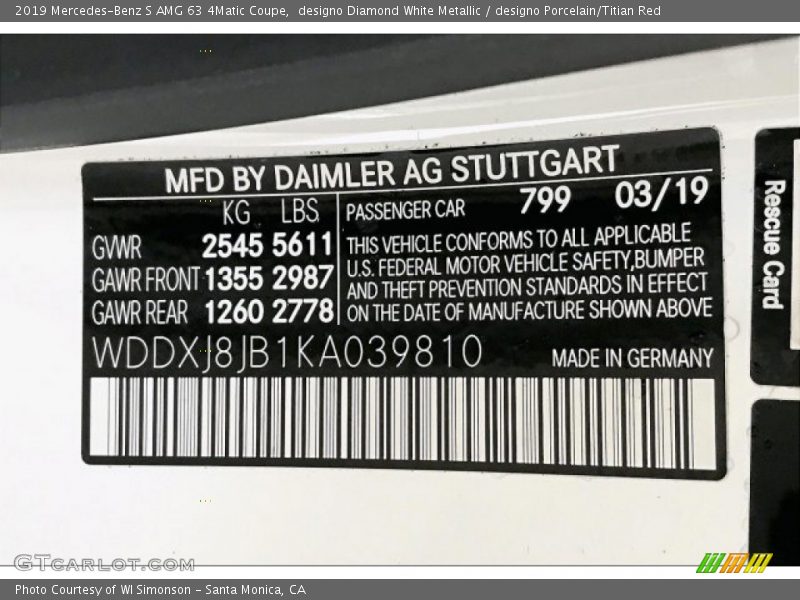 2019 Mercedes-Benz S AMG 63 4Matic Coupe, designo Diamond White Metallic / designo Porcelain/Titian Red
MFD BY DAIMLER AG STUTTGART
KG LBS
GVWR 2545 5611
GAWR FRONT 1355 2987
GAWR REAR 1260 2778
PASSENGER CAR 799 03/19
THIS VEHICLE CONFORMS TO ALL APPLICABLE
U.S. FEDERAL MOTOR VEHICLE SAFETY,BUMPER
AND THEFT PREVENTION STANDARDS IN EFFECT
ON THE DATE OF MANUFACTURE SHOWN ABOVE
WDDXJ8JB1KA039810
MADE IN GERMANY
Rescue Card
GTCARLOT.COM
Photo Courtesy of WI Simonson - Santa Monica, CA